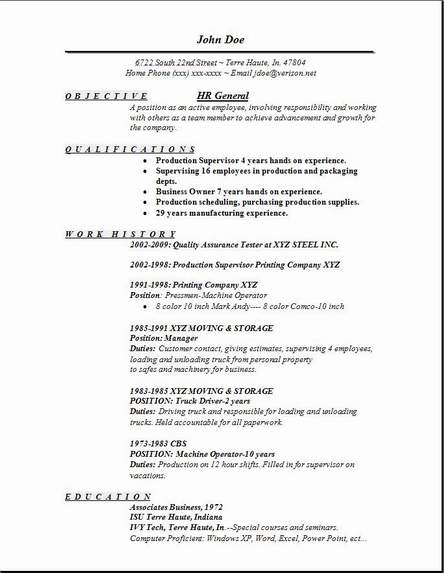 John Doe
6722 South 22nd Street ~ Terre Haute, In. 47804
Home Phone (xxx) xxx-xxxx ~ Email jdoe@verizon.net
OBJECTIVE HR General
A position as an active employee, involving responsibility and working
with others as a team member to achieve advancement and growth for
the company.
QUALIFICATIONS
• Production Supervisor 4 years hands on experience.
• Supervising 16 employees in production and packaging
depts.
• Business Owner 7 years hands on experience.
• Production scheduling, purchasing production supplies.
• 29 years manufacturing experience.
WORK HISTORY
2002-2009: Quality Assurance Tester at XYZ STEEL INC.
2002-1998: Production Supervisor Printing Company XYZ
1991-1998: Printing Company XYZ
Position: Pressmen-Machine Operator
• 8 color 10 inch Mark Andy---- 8 color Comco-10 inch
1985-1991 XYZ MOVING & STORAGE
Position: Manager
Duties: Customer contact, giving estimates, supervising 4 employees,
loading and unloading truck from personal property
to safes and machinery for business.
1983-1985 XYZ MOVING & STORAGE
POSITION: Truck Driver-2 years
Duties: Driving truck and responsible for loading and unloading
trucks. Held accountable for all paperwork.
1973-1983 CBS
POSITION: Machine Operator-10 years
Duties: Production on 12 hour shifts. Filled in for supervisor on
vacations.
EDUCATION
Associates Business, 1972
ISU Terre Haute, Indiana
IVY Tech, Terre Haute, In.--Special courses and seminars.
Computer Proficient: Windows XP, Word, Excel, Power Point, ect...